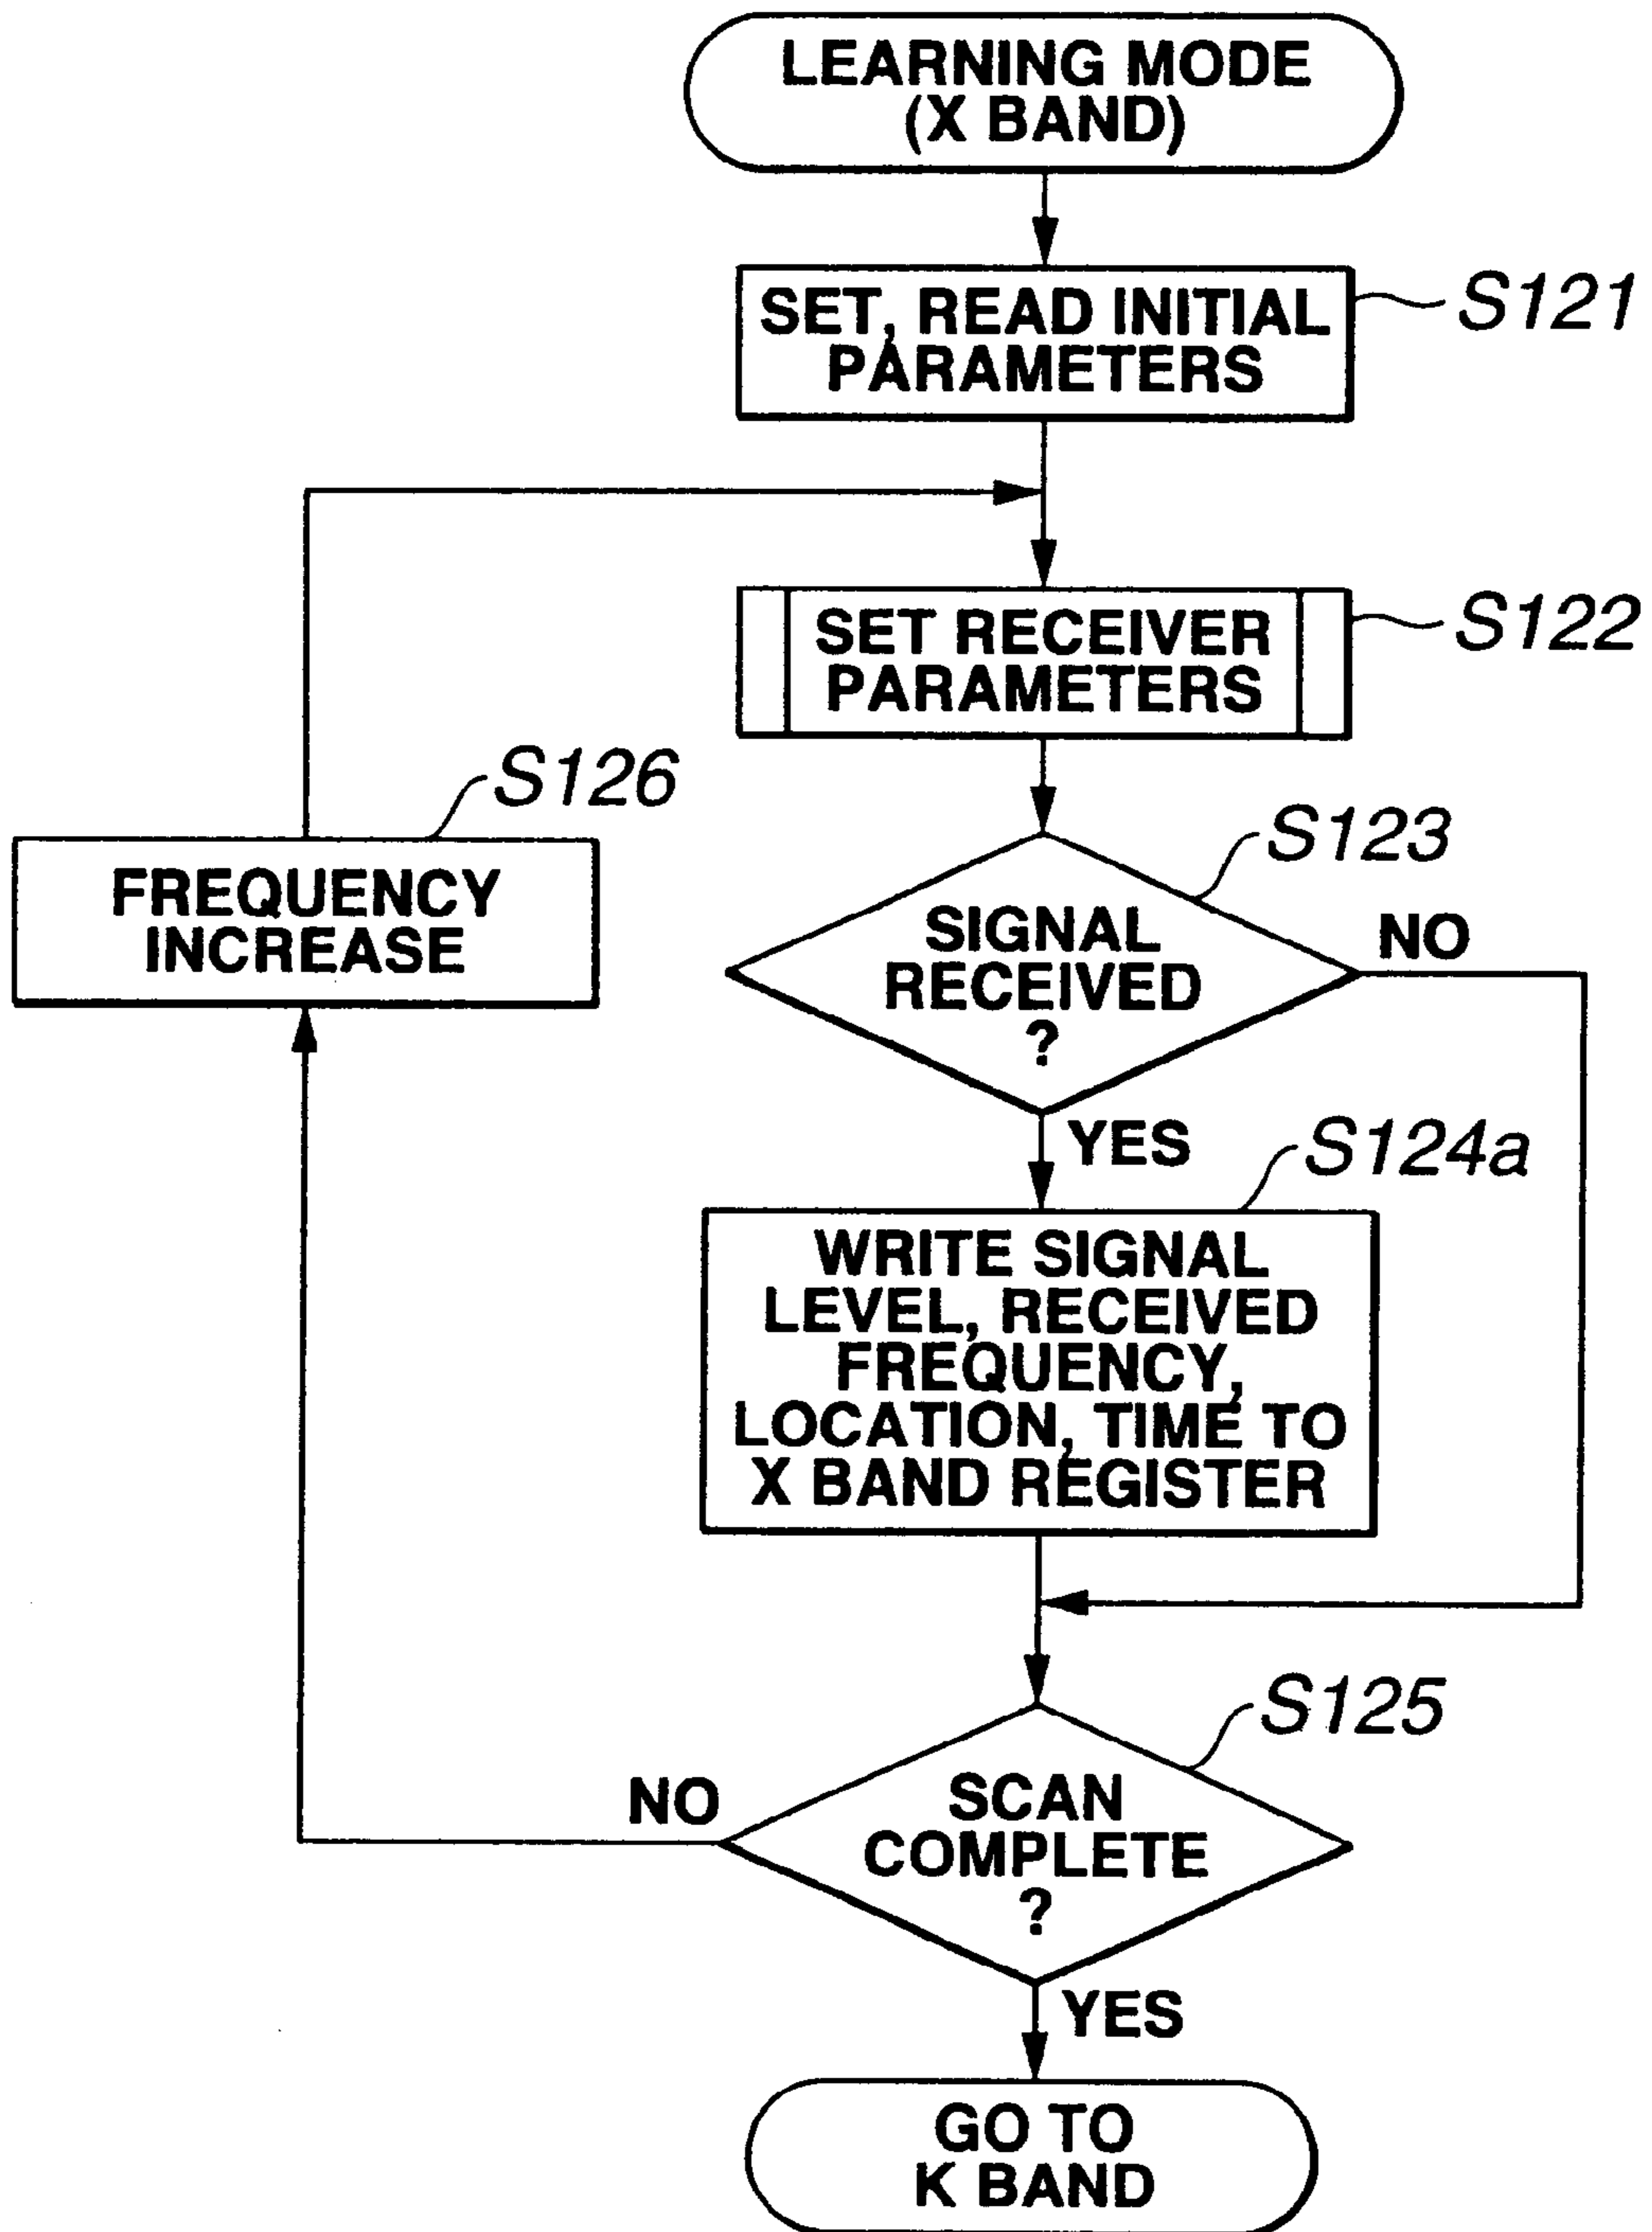 LEARNING MODE
(X BAND)
SET, READ INITIAL
PARAMETERS
S121
SET RECEIVER
PARAMETERS
S122
S126
FREQUENCY
INCREASE
S123
SIGNAL
RECEIVED
?
NO
YES
S124a
WRITE SIGNAL
LEVEL, RECEIVED
FREQUENCY,
LOCATION, TIME TO
X BAND REGISTER
S125
NO
SCAN
COMPLETE
?
YES
GO TO
K BAND